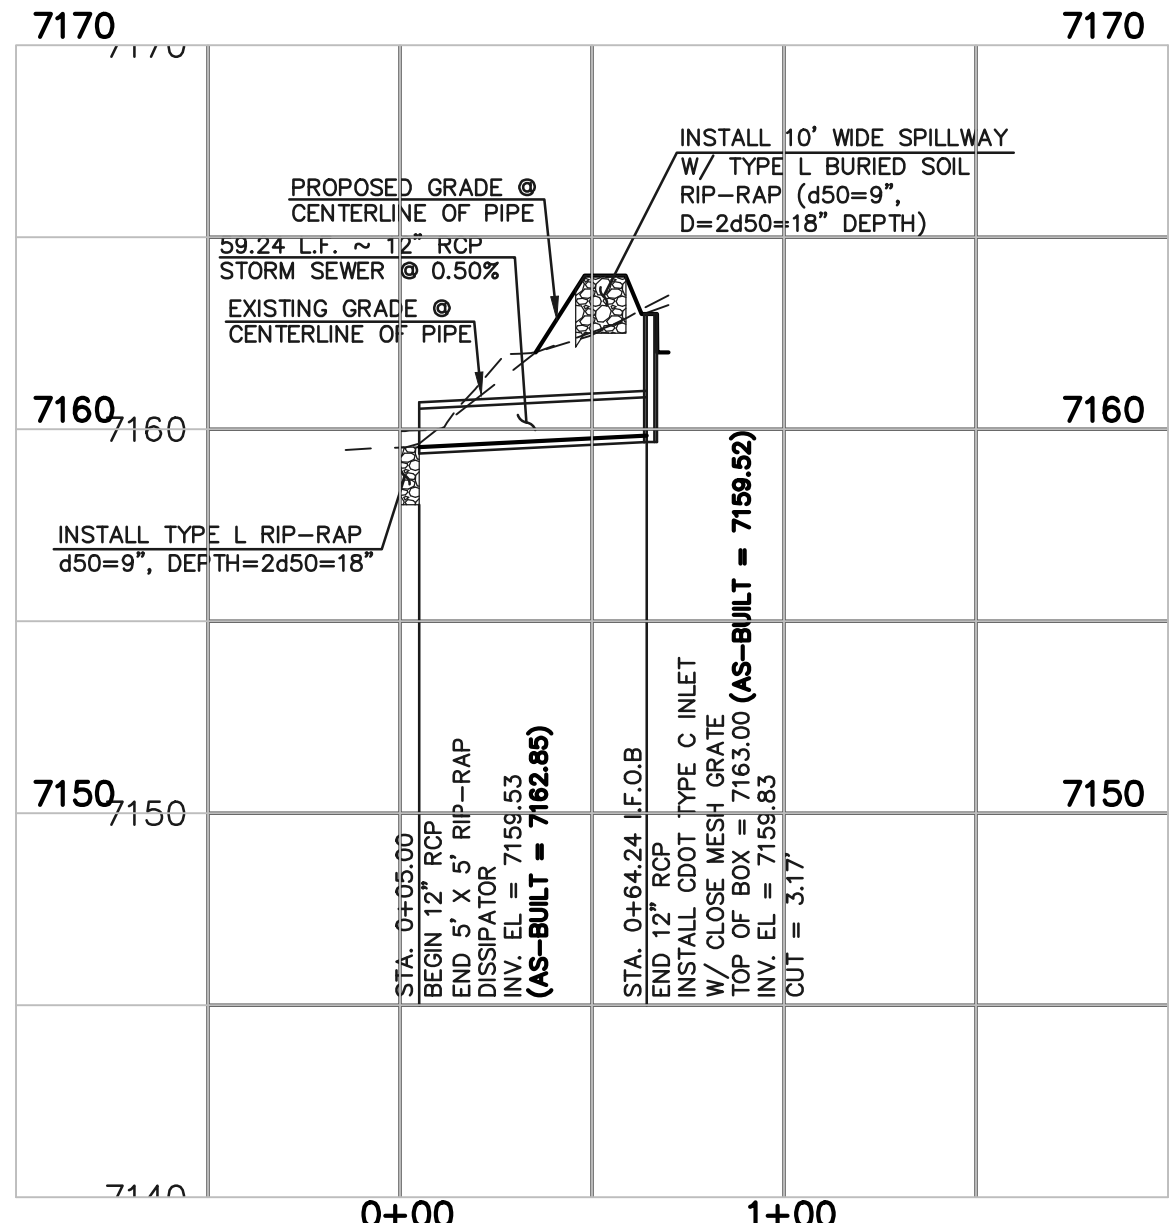 7170
7170
7170
INSTALL 10' WIDE SPILLWAY
W/ TYPE L BURIED SOIL
RIP-RAP (d50=9",
D=2d50=18" DEPTH)
PROPOSED GRADE @
CENTERLINE OF PIPE
59.24 L.F. ~ 12" RCP
STORM SEWER @ 0.50%
EXISTING GRADE @
CENTERLINE OF PIPE
7160
7160
7160
INSTALL TYPE L RIP-RAP
d50=9", DEPTH=2d50=18"
7150
7150
7150
STA. 0+05.00
BEGIN 12" RCP
END 5' X 5' RIP-RAP
DISSIPATOR
INV. EL = 7159.53
(AS-BUILT = 7162.85)
STA. 0+64.24 I.F.O.B
END 12" RCP
INSTALL CDOT TYPE C INLET
W/ CLOSE MESH GRATE
TOP OF BOX = 7163.00 (AS-BUILT = 7159.52)
INV. EL = 7159.83
CUT = 3.17'
7140
0+00
1+00